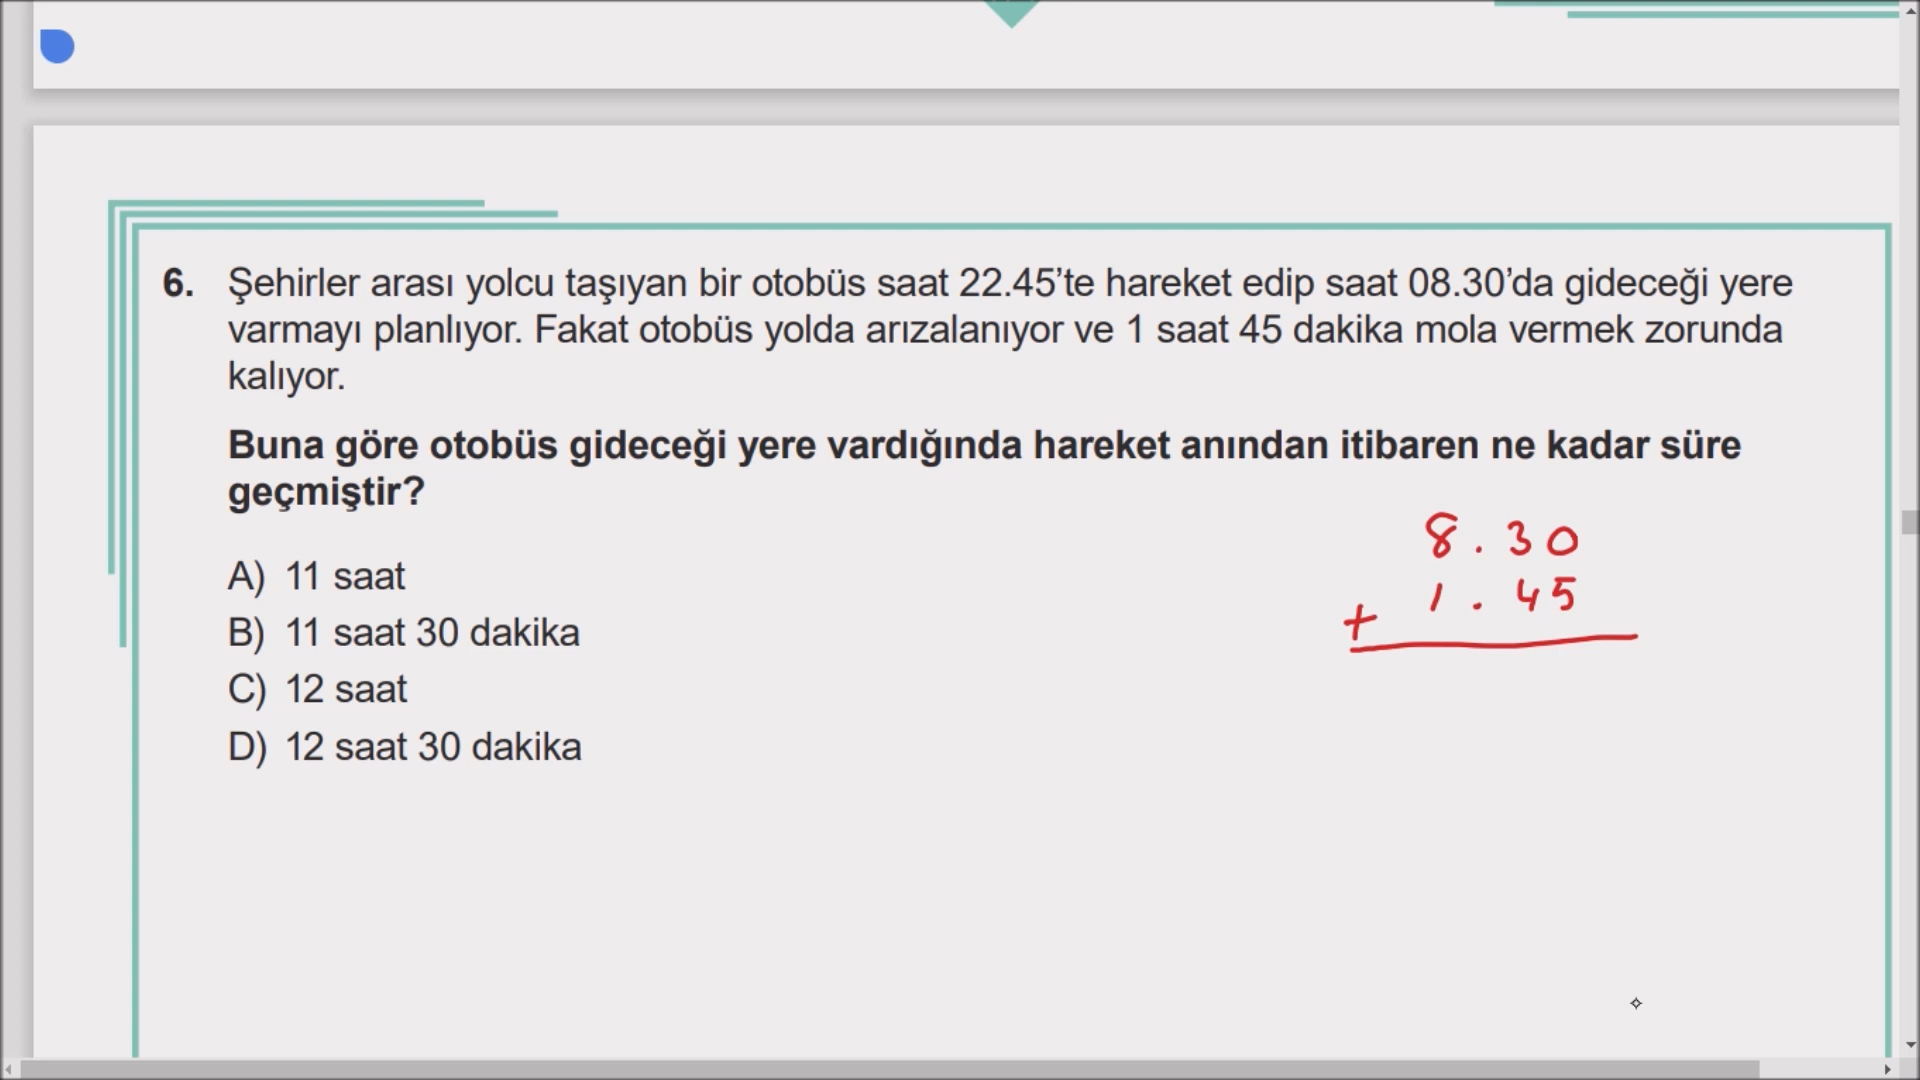 6. Şehirler arası yolcu taşıyan bir otobüs saat 22.45’te hareket edip saat 08.30’da gideceği yere
varmayı planlıyor. Fakat otobüs yolda arızalanıyor ve 1 saat 45 dakika mola vermek zorunda
kalıyor.
Buna göre otobüs gideceği yere vardığında hareket anından itibaren ne kadar süre
geçmiştir?
A) 11 saat
B) 11 saat 30 dakika
C) 12 saat
D) 12 saat 30 dakika
8.30
1.45
+